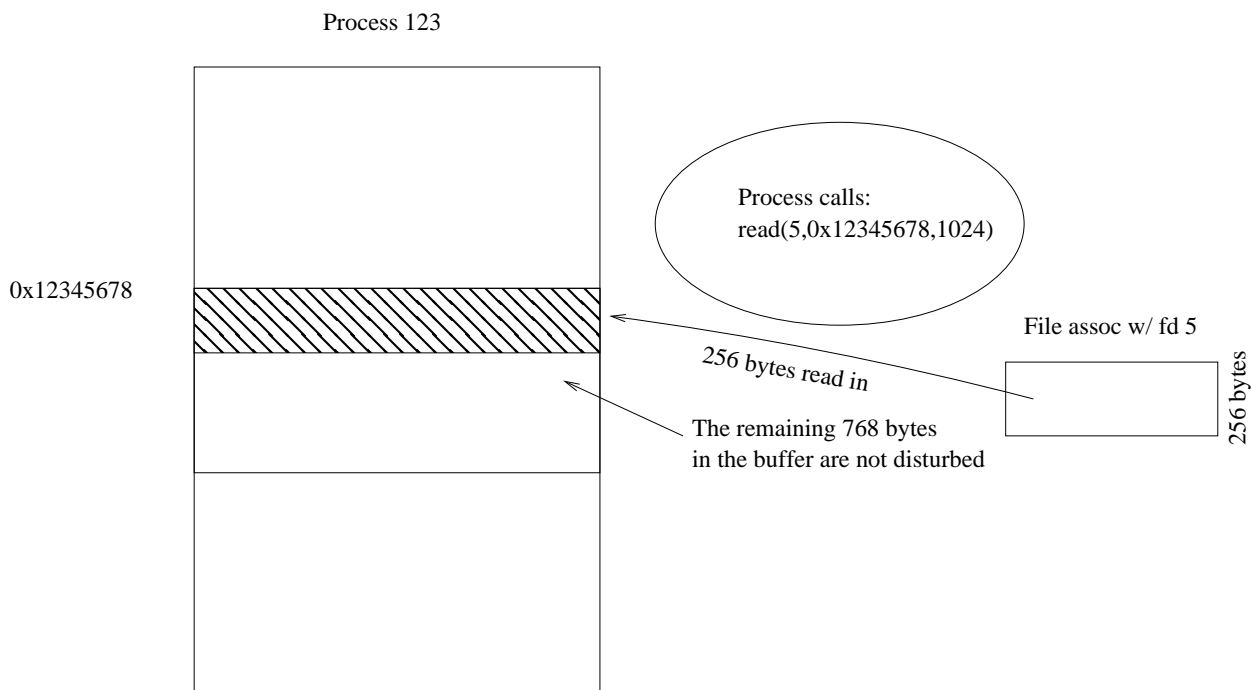 Process 123
Process calls:
read(5,0x12345678,1024)
0x12345678
File assoc w/ fd 5
256 bytes read in
256 bytes
The remaining 768 bytes
in the buffer are not disturbed